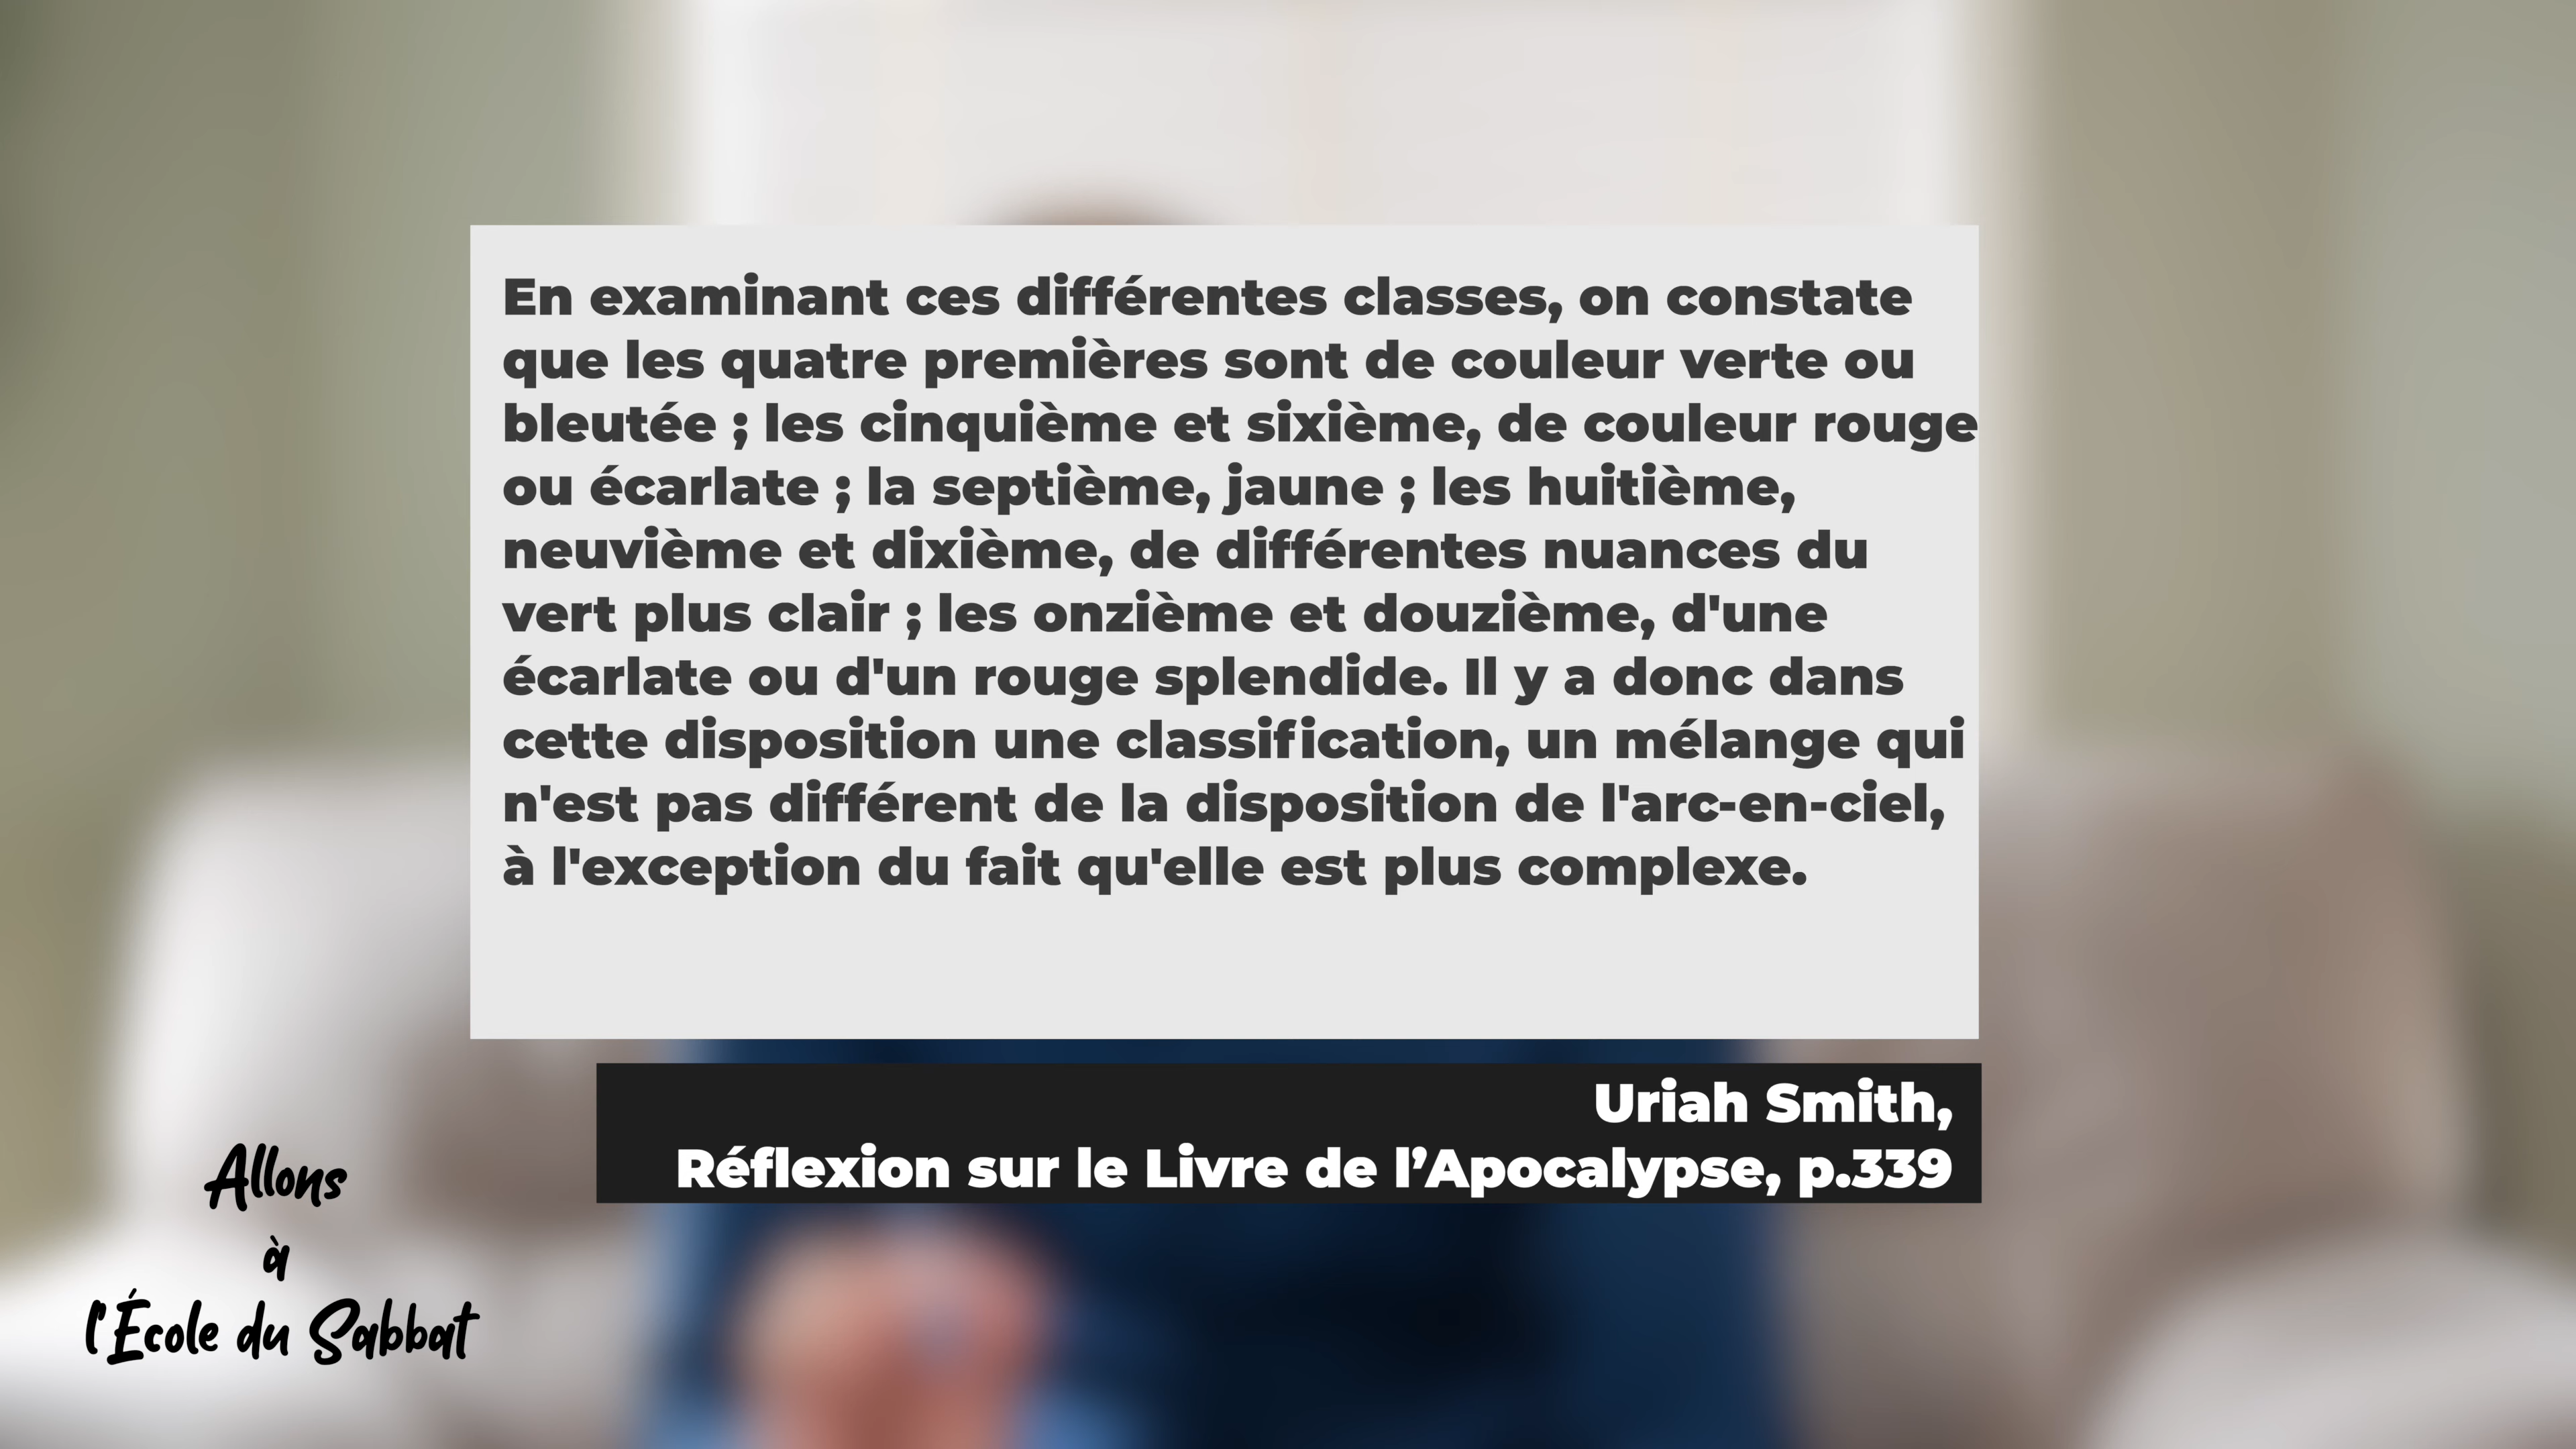 En examinant ces différentes classes, on constate
que les quatre premières sont de couleur verte ou
bleutée ; les cinquième et sixième, de couleur rouge
ou écarlate ; la septième, jaune ; les huitième,
neuvième et dixième, de différentes nuances du
vert plus clair ; les onzième et douzième, d'une
écarlate ou d'un rouge splendide. Il y a donc dans
cette disposition une classification, un mélange qui
n'est pas différent de la disposition de l'arc-en-ciel,
à l'exception du fait qu'elle est plus complexe.
Uriah Smith,
Réflexion sur le Livre de l’Apocalypse, p.339
Allons
à
l'École du Sabbat